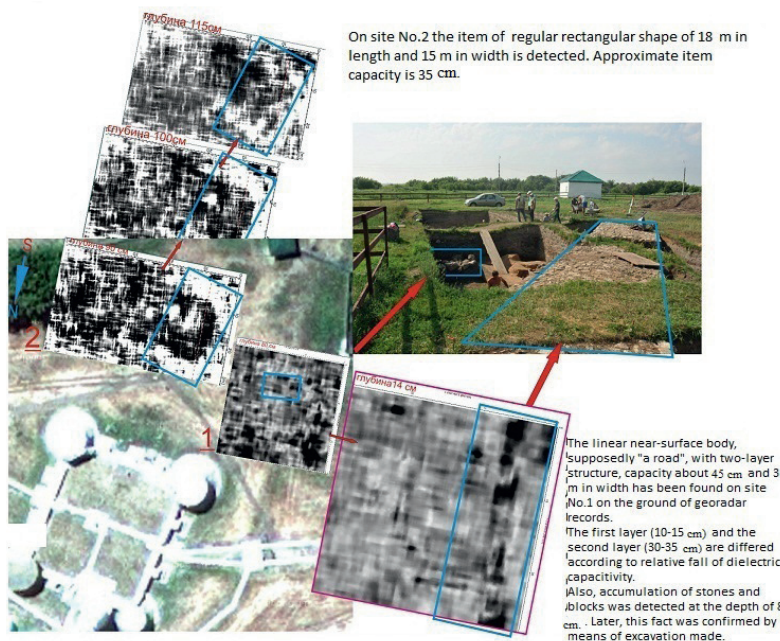 глубина 115см
On site No.2 the item of regular rectangular shape of 18 m in
length and 15 m in width is detected. Approximate item
capacity is 35 cm.
глубина 100см
S
N
2
1
глубина14 см
The linear near-surface body,
supposedly "a road", with two-layer
structure, capacity about 45 cm and 3
m in width has been found on site
No.1 on the ground of georadar
records.
The first layer (10-15 cm) and the
second layer (30-35 cm) are differed
according to relative fall of dielectric
capacitivity.
Also, accumulation of stones and
blocks was detected at the depth of 8
cm. . Later, this fact was confirmed by
means of excavation made.